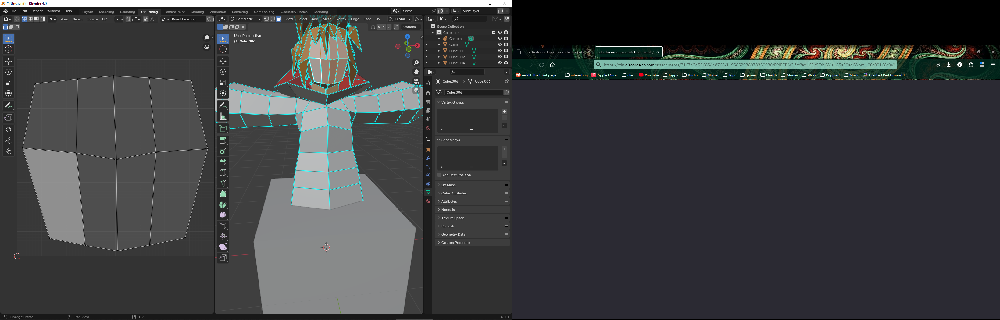 * (Unsaved) - Blender 4.0
File Edit Render Window Help Layout Modeling Sculpting UV Editing Texture Paint Shading Animation Rendering Compositing Geometry Nodes Scripting + Scene ViewLayer
View Select Image UV Priest face.png
Edit Mode View Select Add Mesh Vertex Edge Face UV Global
X Y Z Options
User Perspective
(1) Cube.006
Z
Y
X
Scene Collection
Collection
Camera
Cube
Cube.001
Cube.002
Cube.004
Cube.006 > Cube.006
Cube.006
Vertex Groups
Shape Keys
Add Rest Position
UV Maps
Color Attributes
Attributes
Normals
Texture Space
Remesh
Geometry Data
Custom Properties
Change Frame Pan View UV 4.0.0
cdn.discordapp.com/attachments cdn.discordapp.com/attachments/
https://cdn.discordapp.com/attachments/716743453685448766/1195852938078330930/PRIEST_V2.fbx?ex=65b57fd6&is=65a30ad6&hm=06c09168c9a
reddit: the front page ... interesting Apple Music class YouTube trippy Audio Movies Trips games Health Money Work Puppies! Mus!c Cracked Red Ground T...